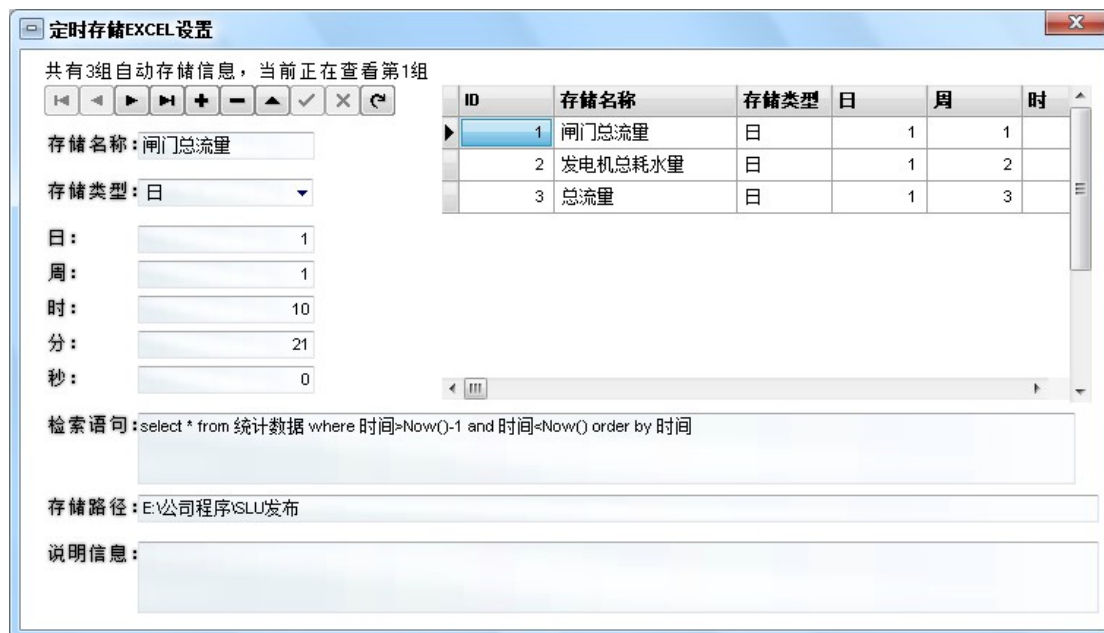 定时存储EXCEL设置
共有3组自动存储信息，当前正在查看第1组
ID 存储名称 存储类型 日 周 时
1 闸门总流量 日 1 1
2 发电机总耗水量 日 1 2
3 总流量 日 1 3
存储名称:闸门总流量
存储类型:日
日: 1
周: 1
时: 10
分: 21
秒: 0
检索语句:select * from 统计数据 where 时间>Now()-1 and 时间<Now() order by 时间
存储路径:E:\公司程序\SLU发布
说明信息: